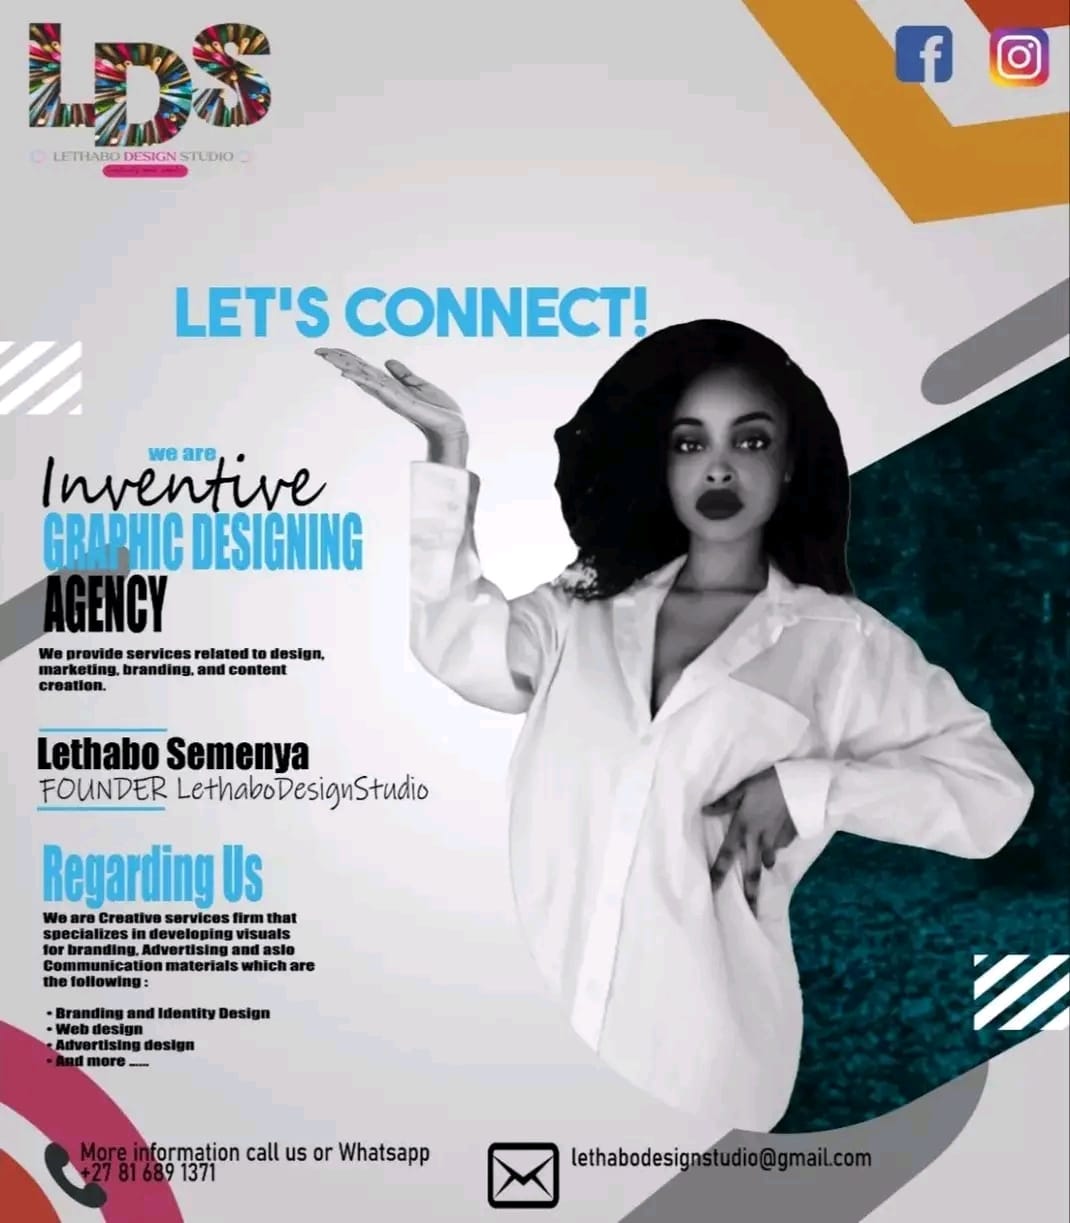 LDS
LETHABO DESIGN STUDIO
LET'S CONNECT!
we are
Inventive
GRAPHIC DESIGNING
AGENCY
We provide services related to design,
marketing, branding, and content
creation.
Lethabo Semenya
FOUNDER LethaboDesignStudio
Regarding Us
We are Creative services firm that
specializes in developing visuals
for branding, Advertising and aslo
Communication materials which are
the following :
• Branding and Identity Design
• Web design
• Advertising design
• And more ......
More information call us or Whatsapp
+27 81 689 1371
lethabodesignstudio@gmail.com